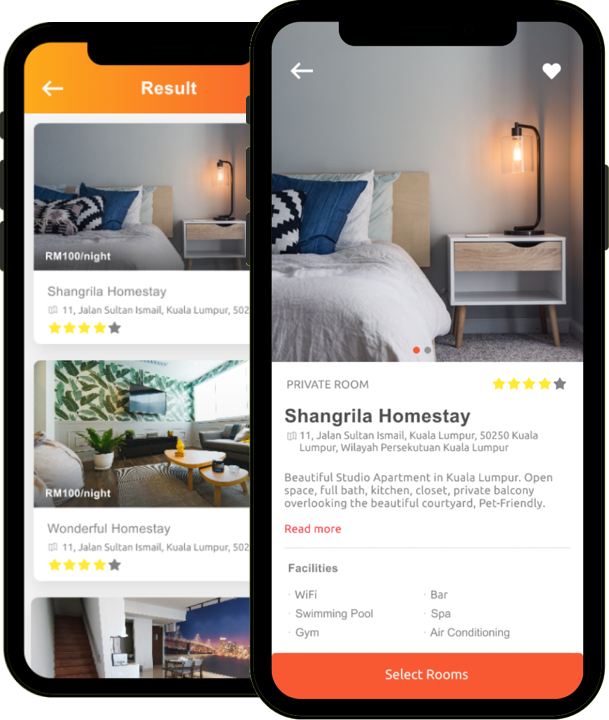 Result
RM100/night
Shangrila Homestay
11, Jalan Sultan Ismail, Kuala Lumpur, 502
RM100/night
Wonderful Homestay
11, Jalan Sultan Ismail, Kuala Lumpur, 502
PRIVATE ROOM
Shangrila Homestay
11, Jalan Sultan Ismail, Kuala Lumpur, 50250 Kuala
Lumpur, Wilayah Persekutuan Kuala Lumpur
Beautiful Studio Apartment in Kuala Lumpur. Open
space, full bath, kitchen, closet, private balcony
overlooking the beautiful courtyard, Pet-Friendly.
Read more
Facilities
· WiFi · Bar
· Swimming Pool · Spa
· Gym · Air Conditioning
Select Rooms